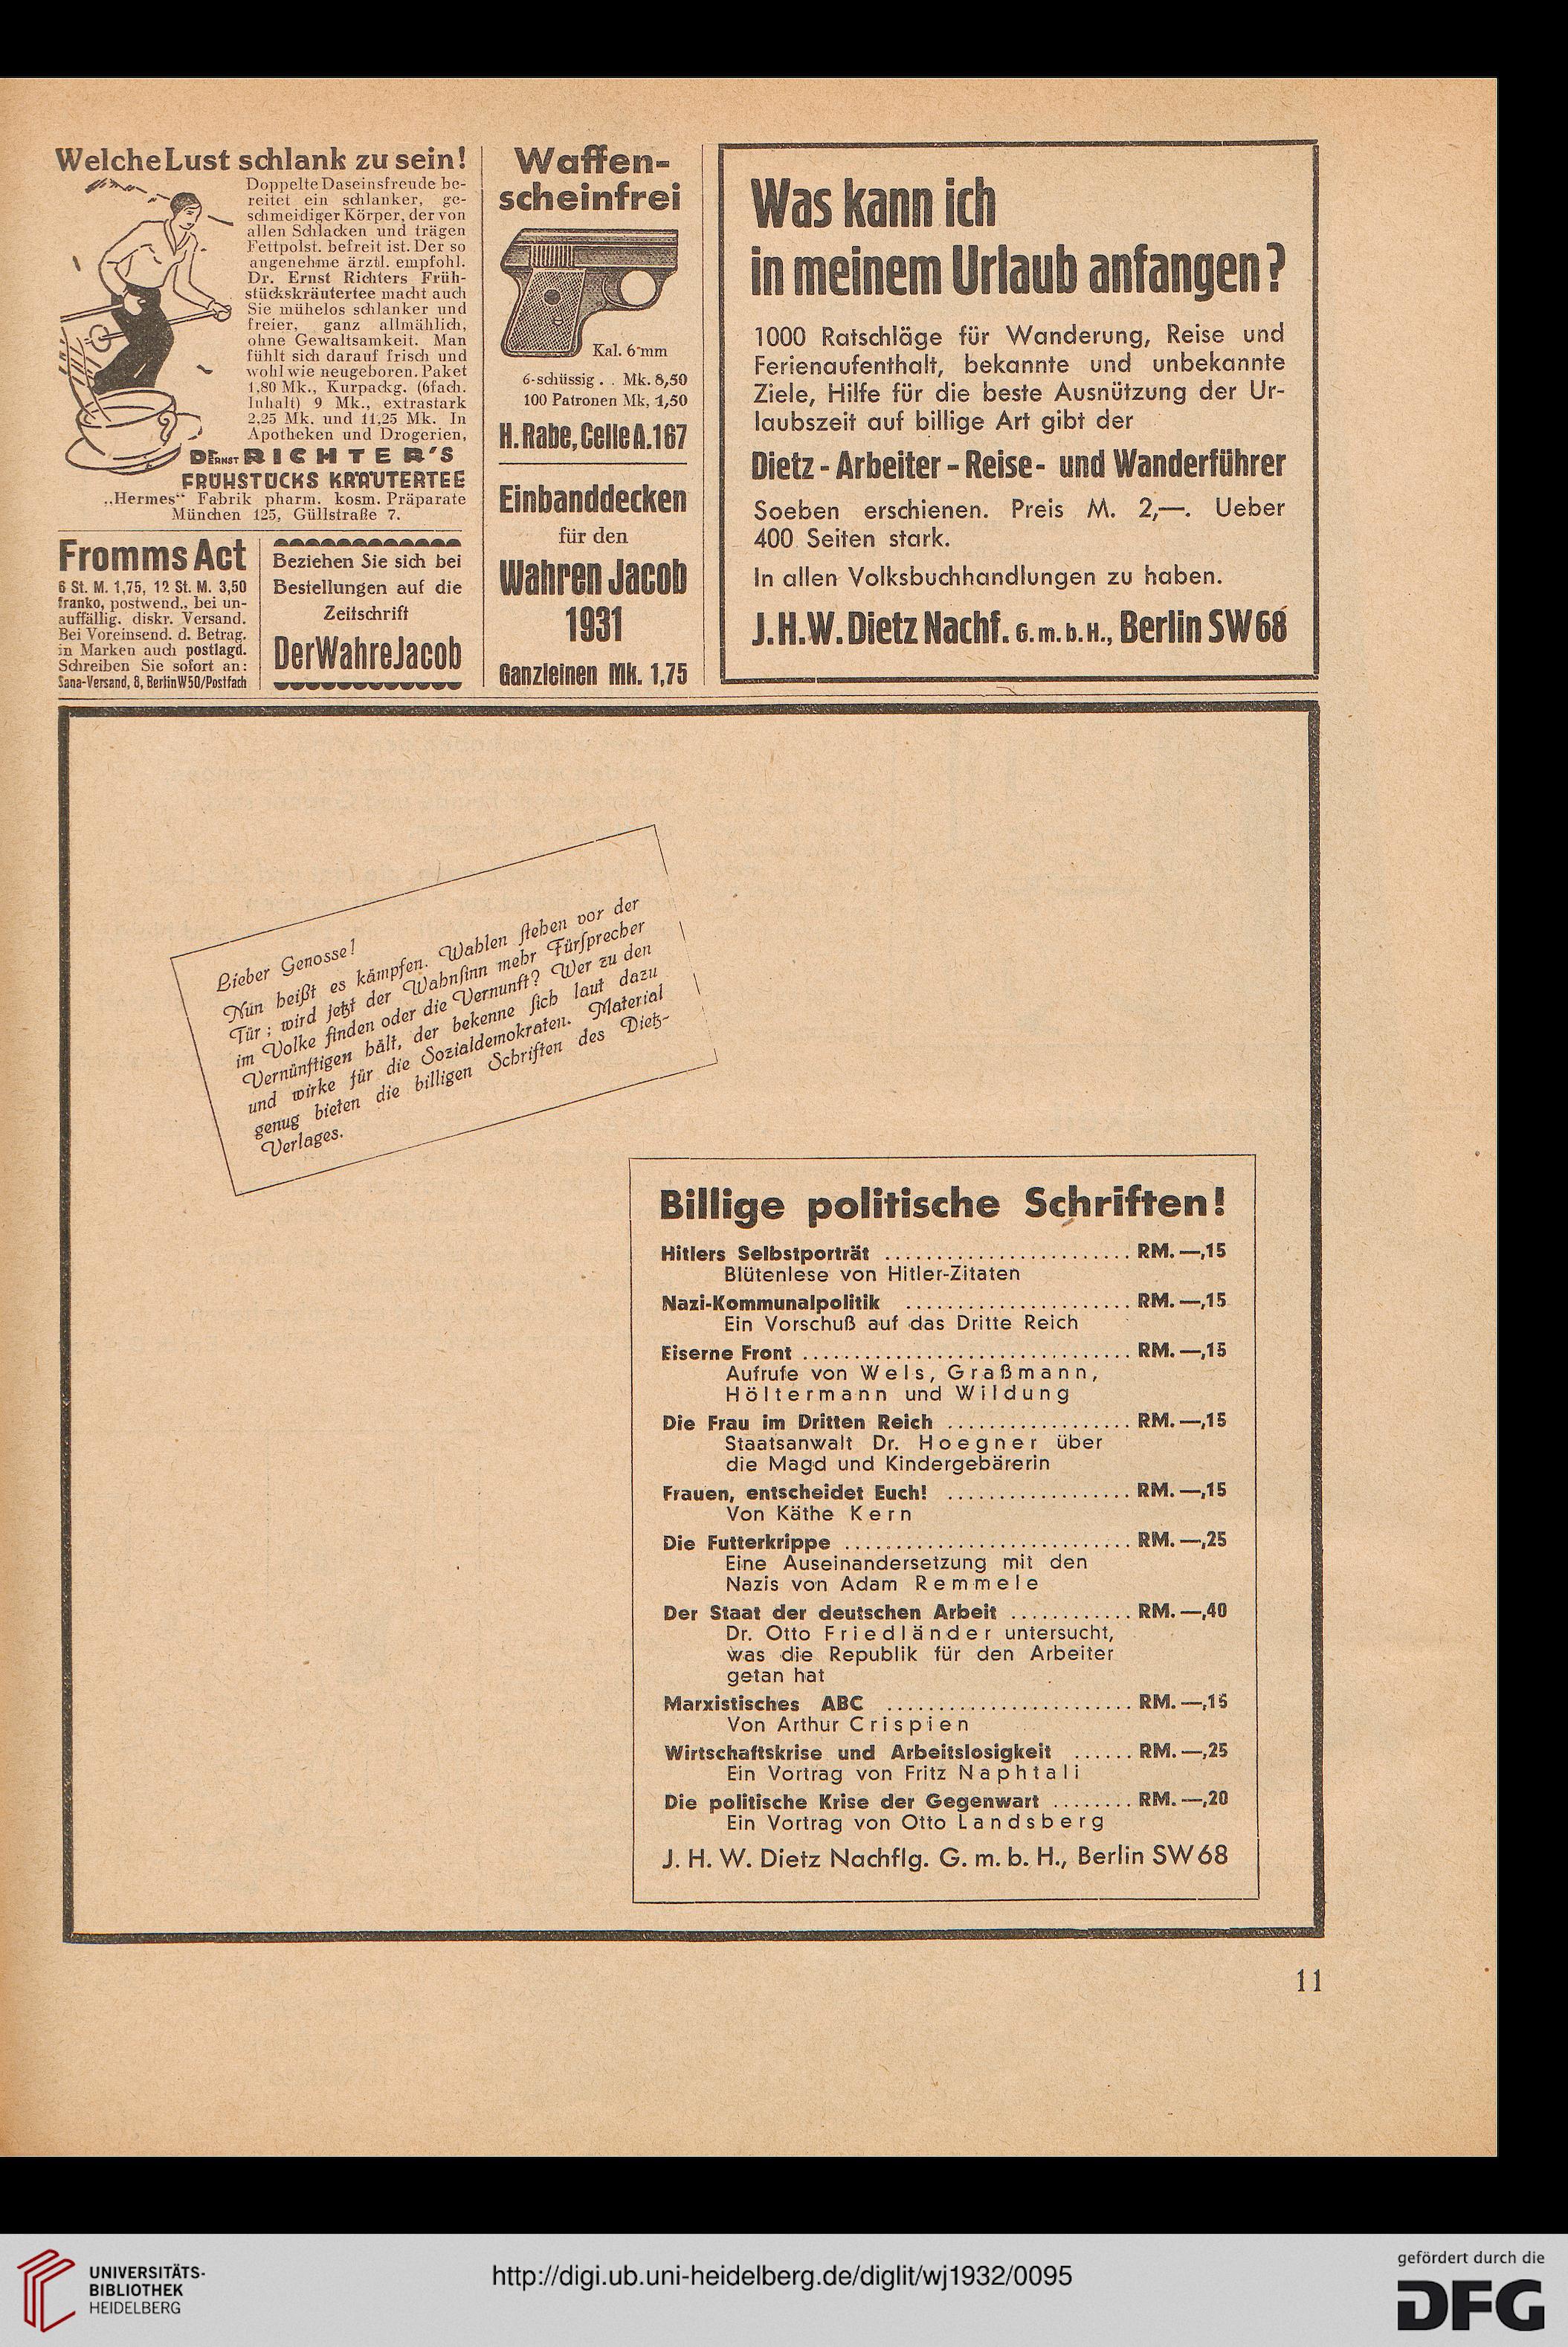 Welche Lust schlank zu sein!
Doppelte Daseinsfreude be-
reitet ein schlanker, ge-
schmeidiger Körper, der von
allen Schlacken und trägen
Fettpolst. befreit ist. Der so
angenehme ärztl. empfohl.
Dr. Ernst Richters Früh-
stückskräutertee macht auch
Sie mühelos schlanker und
freier, ganz allmählich,
ohne Gewaltsamkeit. Man
fühlt sich darauf frisch und
wohl wie neugeboren. Paket
1,80 Mk., Kurpackg. (6fach.
Inhalt) 9 Mk., extrastark
2,25 Mk. und 11,25 Mk. In
Apotheken und Drogerien,
DR. ERNST RICHTER'S
FRÜHSTÜCKS KRÄUTERTEE
„Hermes“ Fabrik pharm. kosm. Präparate
München 125, Güllstraße 7.
Fromms Act
6 St. M. 1,75, 12 St. M. 3,50
franko, postwend., bei un-
auffällig. diskr. Versand.
Bei Voreinsend. d. Betrag.
in Marken auch postlagd.
Schreiben Sie sofort an:
Sana-Versand, 8, Berlin W 50/Postfach
Beziehen Sie sich bei
Bestellungen auf die
Zeitschrift
Der Wahre Jacob
Waffen-
scheinfrei
Kal. 6 mm
6-schüssig . . Mk. 8,50
100 Patronen Mk, 1,50
H. Rabe, Celle A. 167
Einbanddecken
für den
Wahren Jacob
1931
Ganzleinen Mk. 1,75
Was kann ich
in meinem Urlaub anfangen?
1000 Ratschläge für Wanderung, Reise und
Ferienaufenthalt, bekannte und unbekannte
Ziele, Hilfe für die beste Ausnützung der Ur-
laubszeit auf billige Art gibt der
Dietz-Arbeiter-Reise- und Wanderführer
Soeben erschienen. Preis M. 2,—. Ueber
400 Seiten stark.
In allen Volksbuchhandlungen zu haben.
J. H. W. Dietz Nachf. G. m. b. H., Berlin SW 68
Lieber Genosse!
Nun heißt es kämpfen. Wahlen stehen vor der
Tür; wird jetzt der Wahnsinn mehr Fürsprecher
im Volke finden oder die Vernunft? Wer zu den
Vernünftigen hält, der bekenne sich laut dazu
und wirke für die Sozialdemokraten. Material
genug bieten die billigen Schriften des Dietz-
Verlages.
Billige politische Schriften!
Hitlers Selbstporträt ........................ RM. —,15
Blütenlese von Hitler-Zitaten
Nazi-Kommunalpolitik ...................... RM. —,15
Ein Vorschuß auf das Dritte Reich
Eiserne Front ................................ RM. —,15
Aufrufe von Wels, Graßmann,
Höltermann und Wildung
Die Frau im Dritten Reich .................. RM. —,15
Staatsanwalt Dr. Hoegner über
die Magd und Kindergebärerin
Frauen, entscheidet Euch! .................. RM. —,15
Von Käthe Kern
Die Futterkrippe ............................ RM. —,25
Eine Auseinandersetzung mit den
Nazis von Adam Remmele
Der Staat der deutschen Arbeit ............ RM. —,40
Dr. Otto Friedländer untersucht,
was die Republik für den Arbeiter
getan hat
Marxistisches ABC ........................ RM. —,15
Von Arthur Crispien
Wirtschaftskrise und Arbeitslosigkeit ...... RM. —,25
Ein Vortrag von Fritz Naphtali
Die politische Krise der Gegenwart ........ RM. —,20
Ein Vortrag von Otto Landsberg
J. H. W. Dietz Nachflg. G. m. b. H., Berlin SW 68
11
UNIVERSITÄTS-
BIBLIOTHEK
HEIDELBERG
http://digi.ub.uni-heidelberg.de/diglit/wj1932/0095
gefördert durch die
DFG